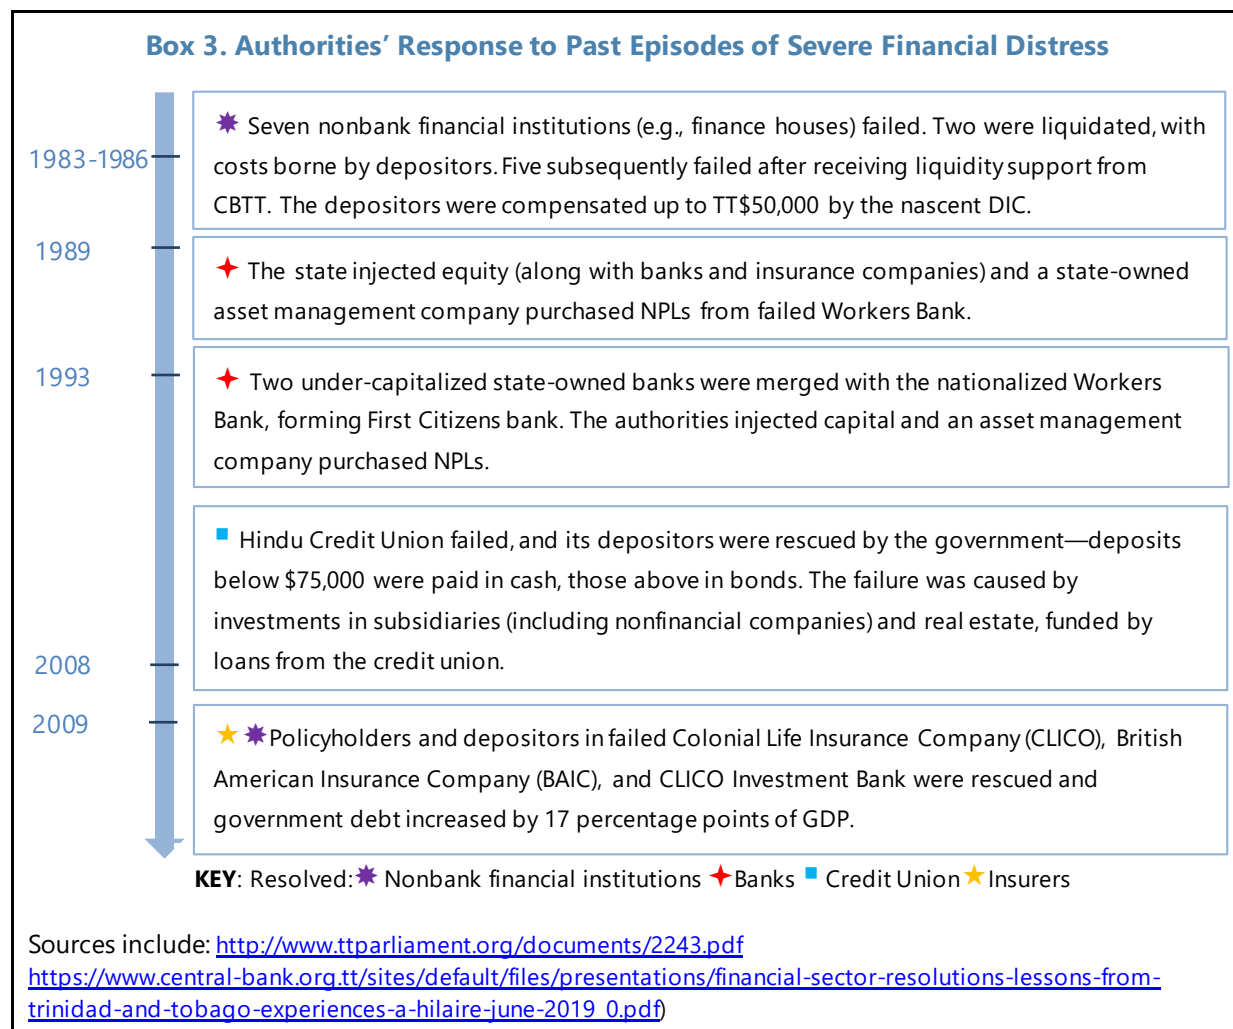 Box 3. Authorities’ Response to Past Episodes of Severe Financial Distress
1983-1986
Seven nonbank financial institutions (e.g., finance houses) failed. Two were liquidated, with
costs borne by depositors. Five subsequently failed after receiving liquidity support from
CBTT. The depositors were compensated up to TT$50,000 by the nascent DIC.
1989
The state injected equity (along with banks and insurance companies) and a state-owned
asset management company purchased NPLs from failed Workers Bank.
1993
Two under-capitalized state-owned banks were merged with the nationalized Workers
Bank, forming First Citizens bank. The authorities injected capital and an asset management
company purchased NPLs.
Hindu Credit Union failed, and its depositors were rescued by the government—deposits
below $75,000 were paid in cash, those above in bonds. The failure was caused by
investments in subsidiaries (including nonfinancial companies) and real estate, funded by
loans from the credit union.
2008
2009
Policyholders and depositors in failed Colonial Life Insurance Company (CLICO), British
American Insurance Company (BAIC), and CLICO Investment Bank were rescued and
government debt increased by 17 percentage points of GDP.
KEY: Resolved: Nonbank financial institutions Banks Credit Union Insurers
Sources include: http://www.ttparliament.org/documents/2243.pdf
https://www.central-bank.org.tt/sites/default/files/presentations/financial-sector-resolutions-lessons-from-
trinidad-and-tobago-experiences-a-hilaire-june-2019_0.pdf)